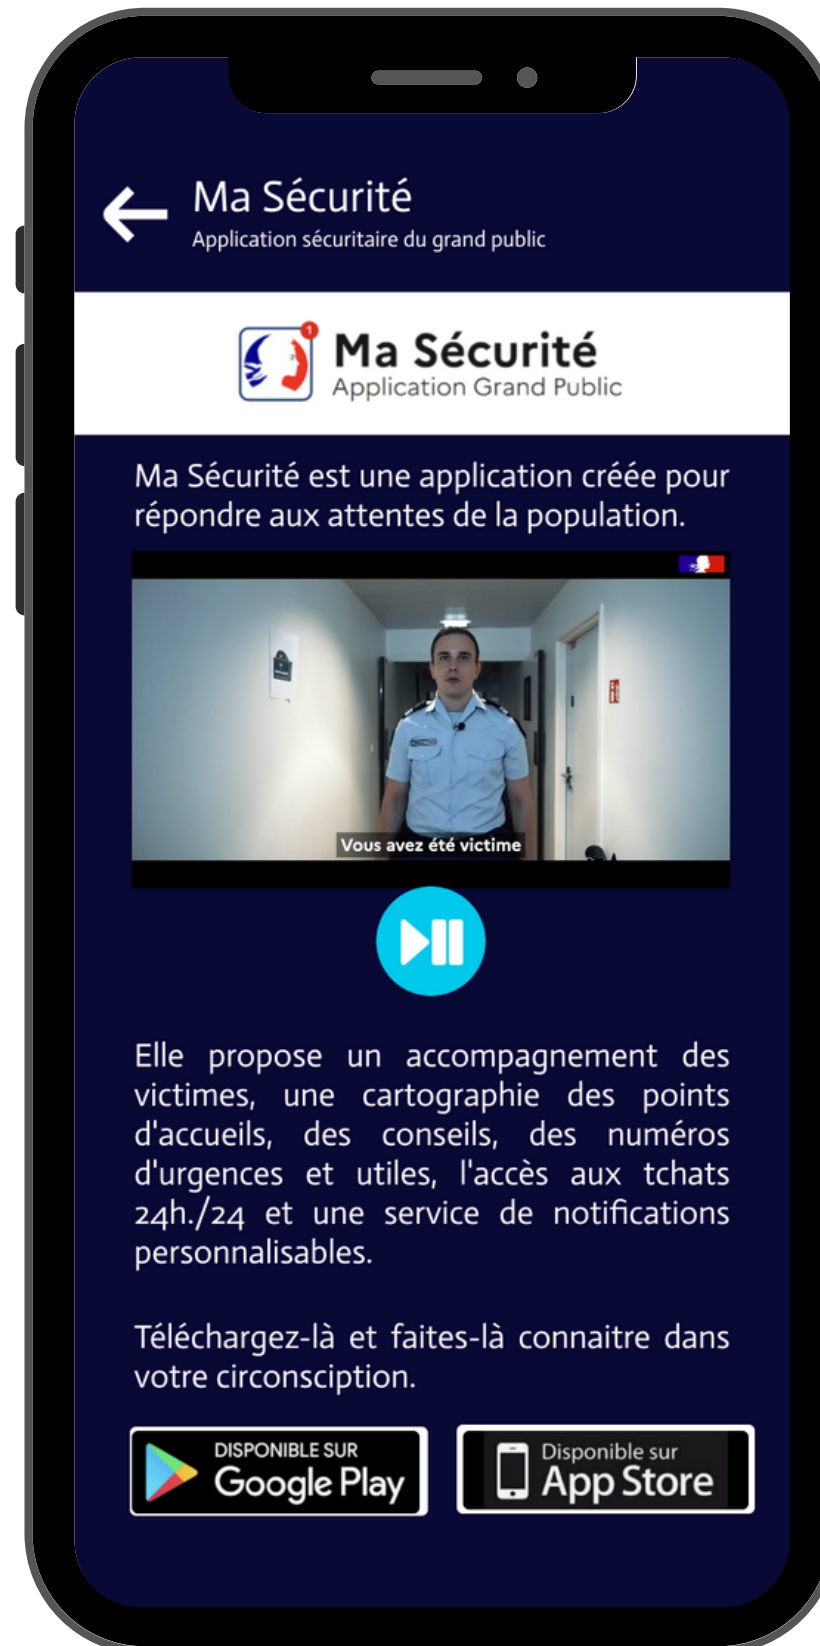 Ma Sécurité
Application sécuritaire du grand public
1
Ma Sécurité
Application Grand Public
Ma Sécurité est une application créée pour
répondre aux attentes de la population.
Vous avez été victime
Elle propose un accompagnement des
victimes, une cartographie des points
d'accueils, des conseils, des numéros
d'urgences et utiles, l'accès aux tchats
24h./24 et une service de notifications
personnalisables.
Téléchargez-là et faites-là connaitre dans
votre circonsciption.
DISPONIBLE SUR
Google Play
Disponible sur
App Store